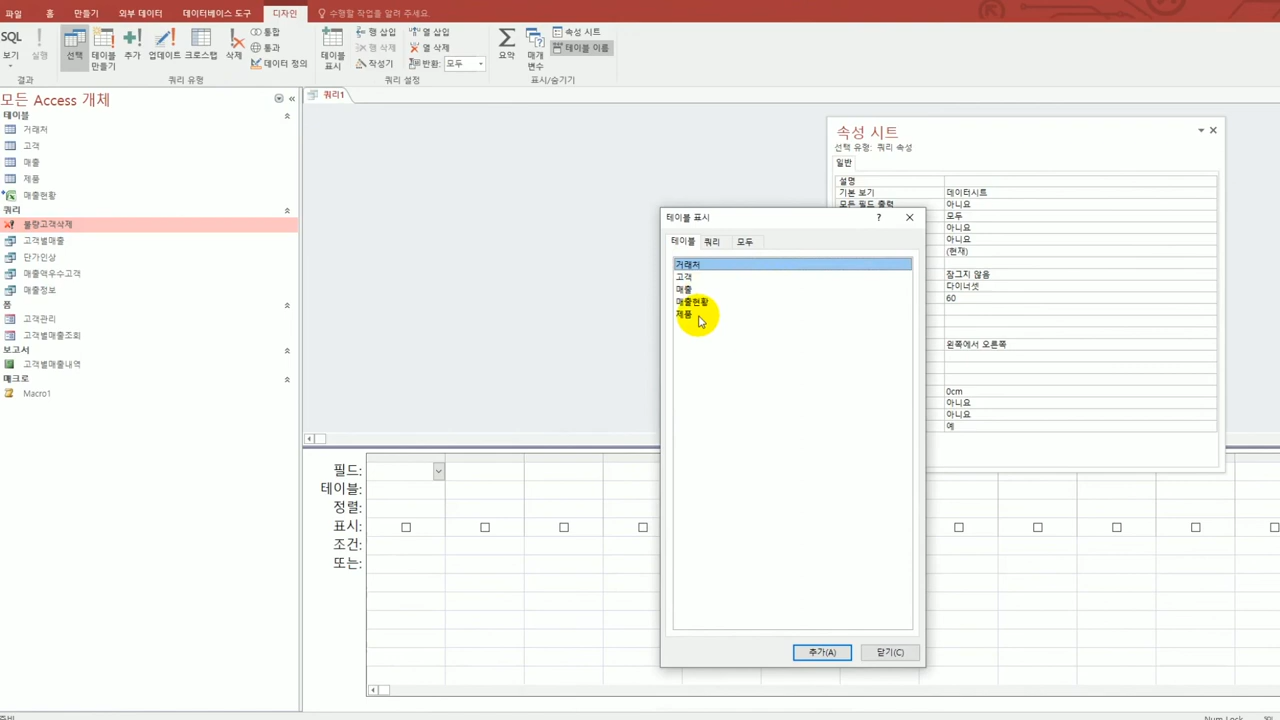 파일 홈 만들기 외부 데이터 데이터베이스 도구 디자인 수행할 작업을 알려 주세요.
SQL 보기
실행
결과
선택
테이블 만들기
추가
업데이트
크로스탭
삭제
통합
통과
데이터 정의
쿼리 유형
테이블 표시
행 삽입
행 삭제
작성기
열 삽입
열 삭제
반환: 모두
쿼리 설정
요약
매개 변수
속성 시트
테이블 이름
표시/숨기기
모든 Access 개체
테이블
거래처
고객
매출
제품
매출현황
쿼리
불량고객삭제
고객별매출
단가인상
매출액우수고객
매출정보
폼
고객관리
고객별매출조회
보고서
고객별매출내역
매크로
Macro1
쿼리1
속성 시트
선택 유형: 쿼리 속성
일반
설명
기본 보기 데이터시트
모든 필드 출력 아니요
모두
아니요
아니요
(현재)
잠그지 않음
다이너셋
60
왼쪽에서 오른쪽
0cm
아니요
아니요
예
테이블 표시 ?
테이블 쿼리 모두
거래처
고객
매출
매출현황
제품
추가(A) 닫기(C)
필드:
테이블:
정렬:
표시:
조건:
또는:
Num Lock